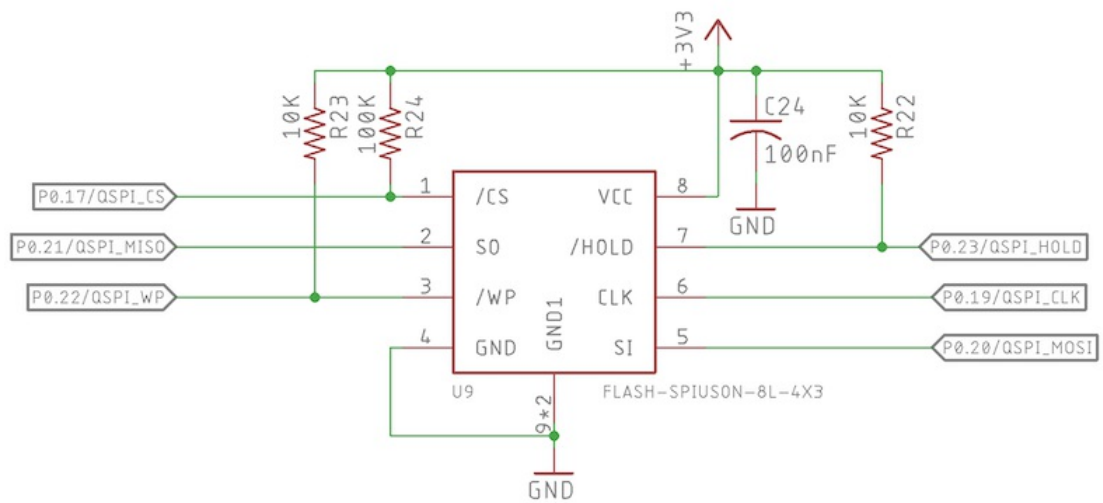 +3V3
10K
R23
100K
R24
C24
100nF
10K
R22
GND
P0.17/QSPI_CS
1
/CS
VCC
8
P0.21/QSPI_MISO
2
SO
/HOLD
7
P0.23/QSPI_HOLD
P0.22/QSPI_WP
3
/WP
CLK
6
P0.19/QSPI_CLK
4
GND
GND1
SI
5
P0.20/QSPI_MOSI
U9
9*2
FLASH-SPIUSON-8L-4X3
GND